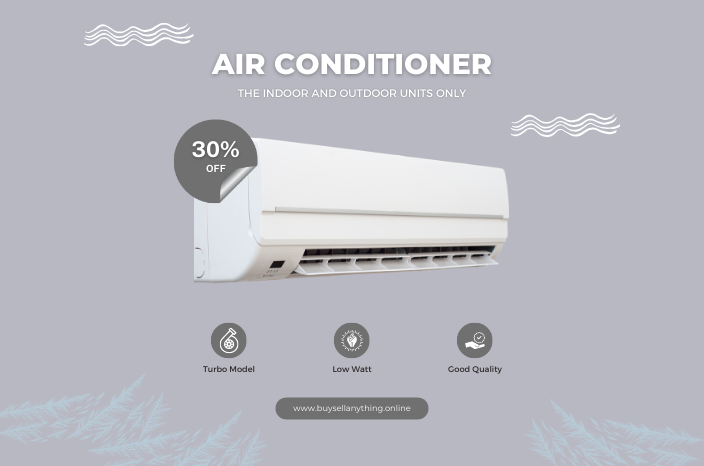 AIR CONDITIONER
THE INDOOR AND OUTDOOR UNITS ONLY
30%
OFF
Turbo Model
Low Watt
Good Quality
www.buysellanything.online